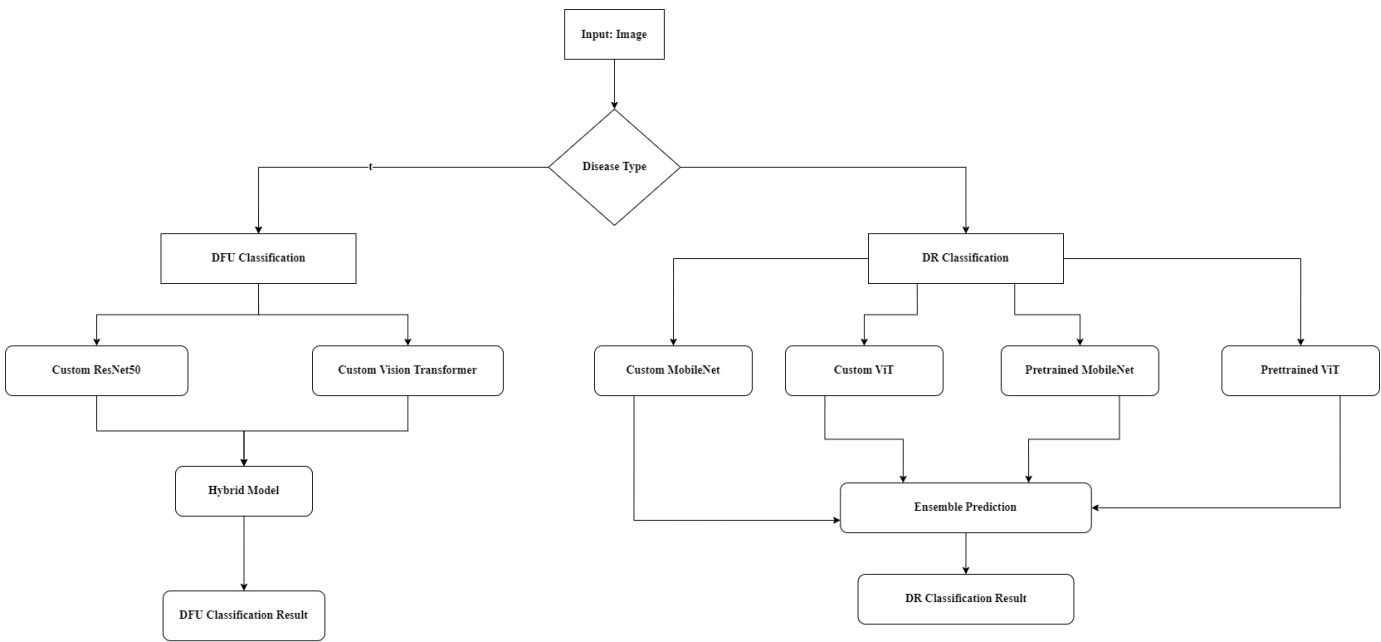 Input: Image
Disease Type
t
DFU Classification
DR Classification
Custom ResNet50
Custom Vision Transformer
Custom MobileNet
Custom ViT
Pretrained MobileNet
Prettrained ViT
Hybrid Model
Ensemble Prediction
DFU Classification Result
DR Classification Result